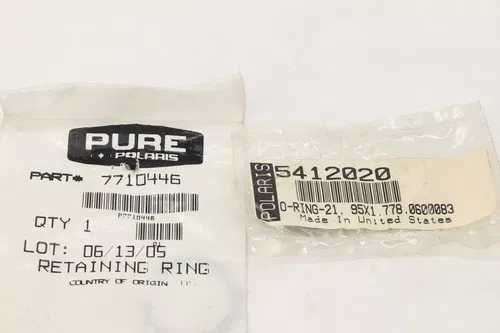 PURE
POLARIS
PART# 7710446
P7710446
QTY 1
LOT: 06/13/05
RETAINING RING
COUNTRY OF ORIGIN
POLARIS
5412020
O-RING-21. 95X1.778.0600083
Made In United States